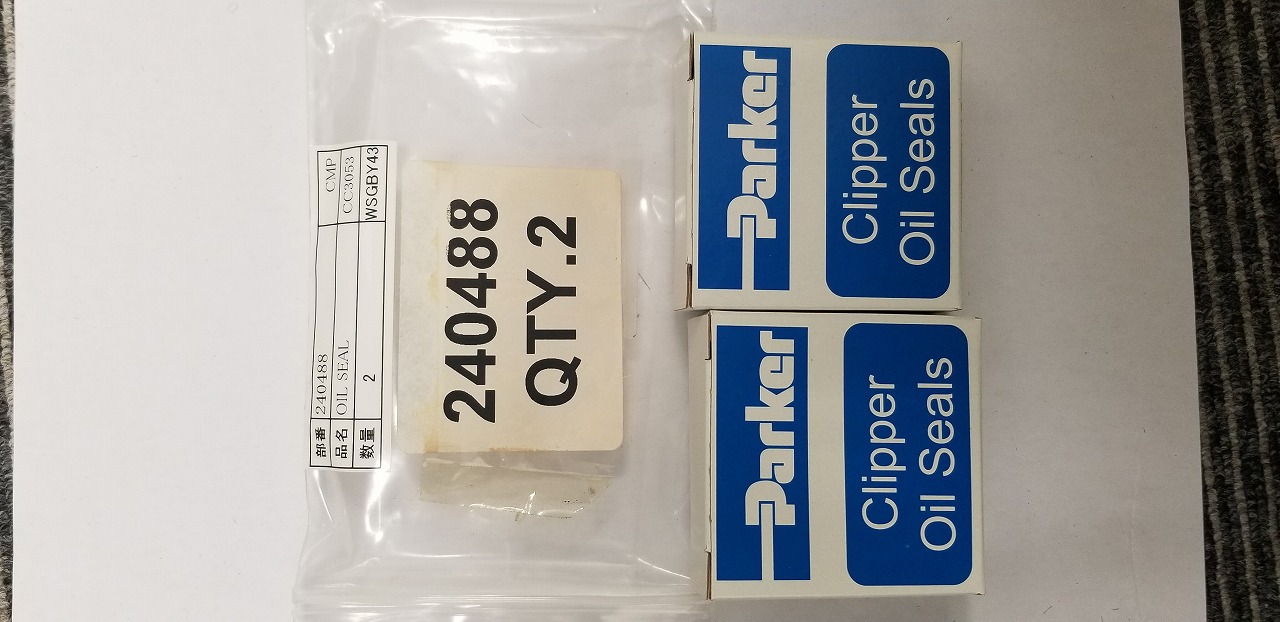 部番 240488 CMP
品名 OIL SEAL CC3053
数量 2 WSGBY43
240488
QTY.2
Parker
Clipper
Oil Seals
Parker
Clipper
Oil Seals